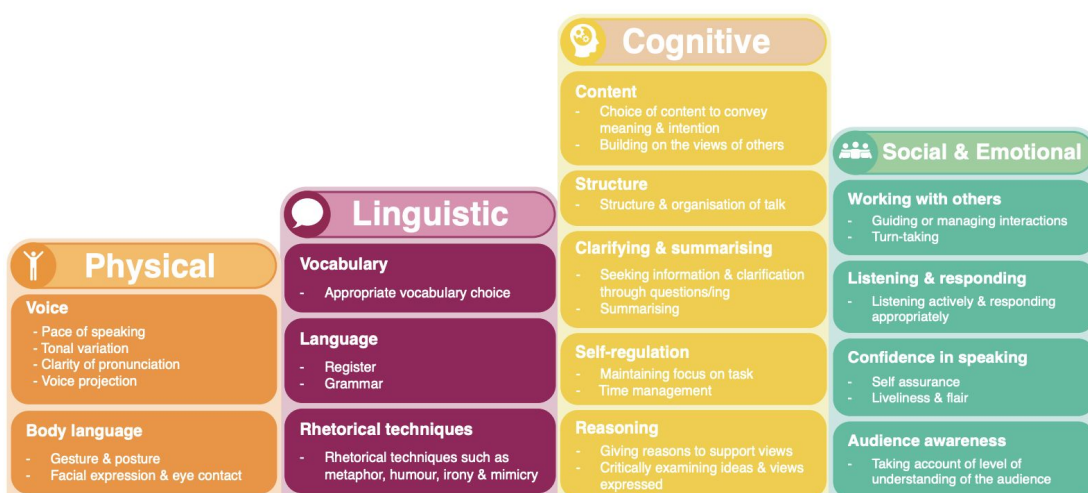 Physical
Voice
- Pace of speaking
- Tonal variation
- Clarity of pronunciation
- Voice projection
Body language
- Gesture & posture
- Facial expression & eye contact
Linguistic
Vocabulary
- Appropriate vocabulary choice
Language
- Register
- Grammar
Rhetorical techniques
- Rhetorical techniques such as
metaphor, humour, irony & mimicry
Cognitive
Content
- Choice of content to convey
meaning & intention
- Building on the views of others
Structure
- Structure & organisation of talk
Clarifying & summarising
- Seeking information & clarification
through questions/ing
- Summarising
Self-regulation
- Maintaining focus on task
- Time management
Reasoning
- Giving reasons to support views
- Critically examining ideas & views
expressed
Social & Emotional
Working with others
- Guiding or managing interactions
- Turn-taking
Listening & responding
- Listening actively & responding
appropriately
Confidence in speaking
- Self assurance
- Liveliness & flair
Audience awareness
- Taking account of level of
understanding of the audience